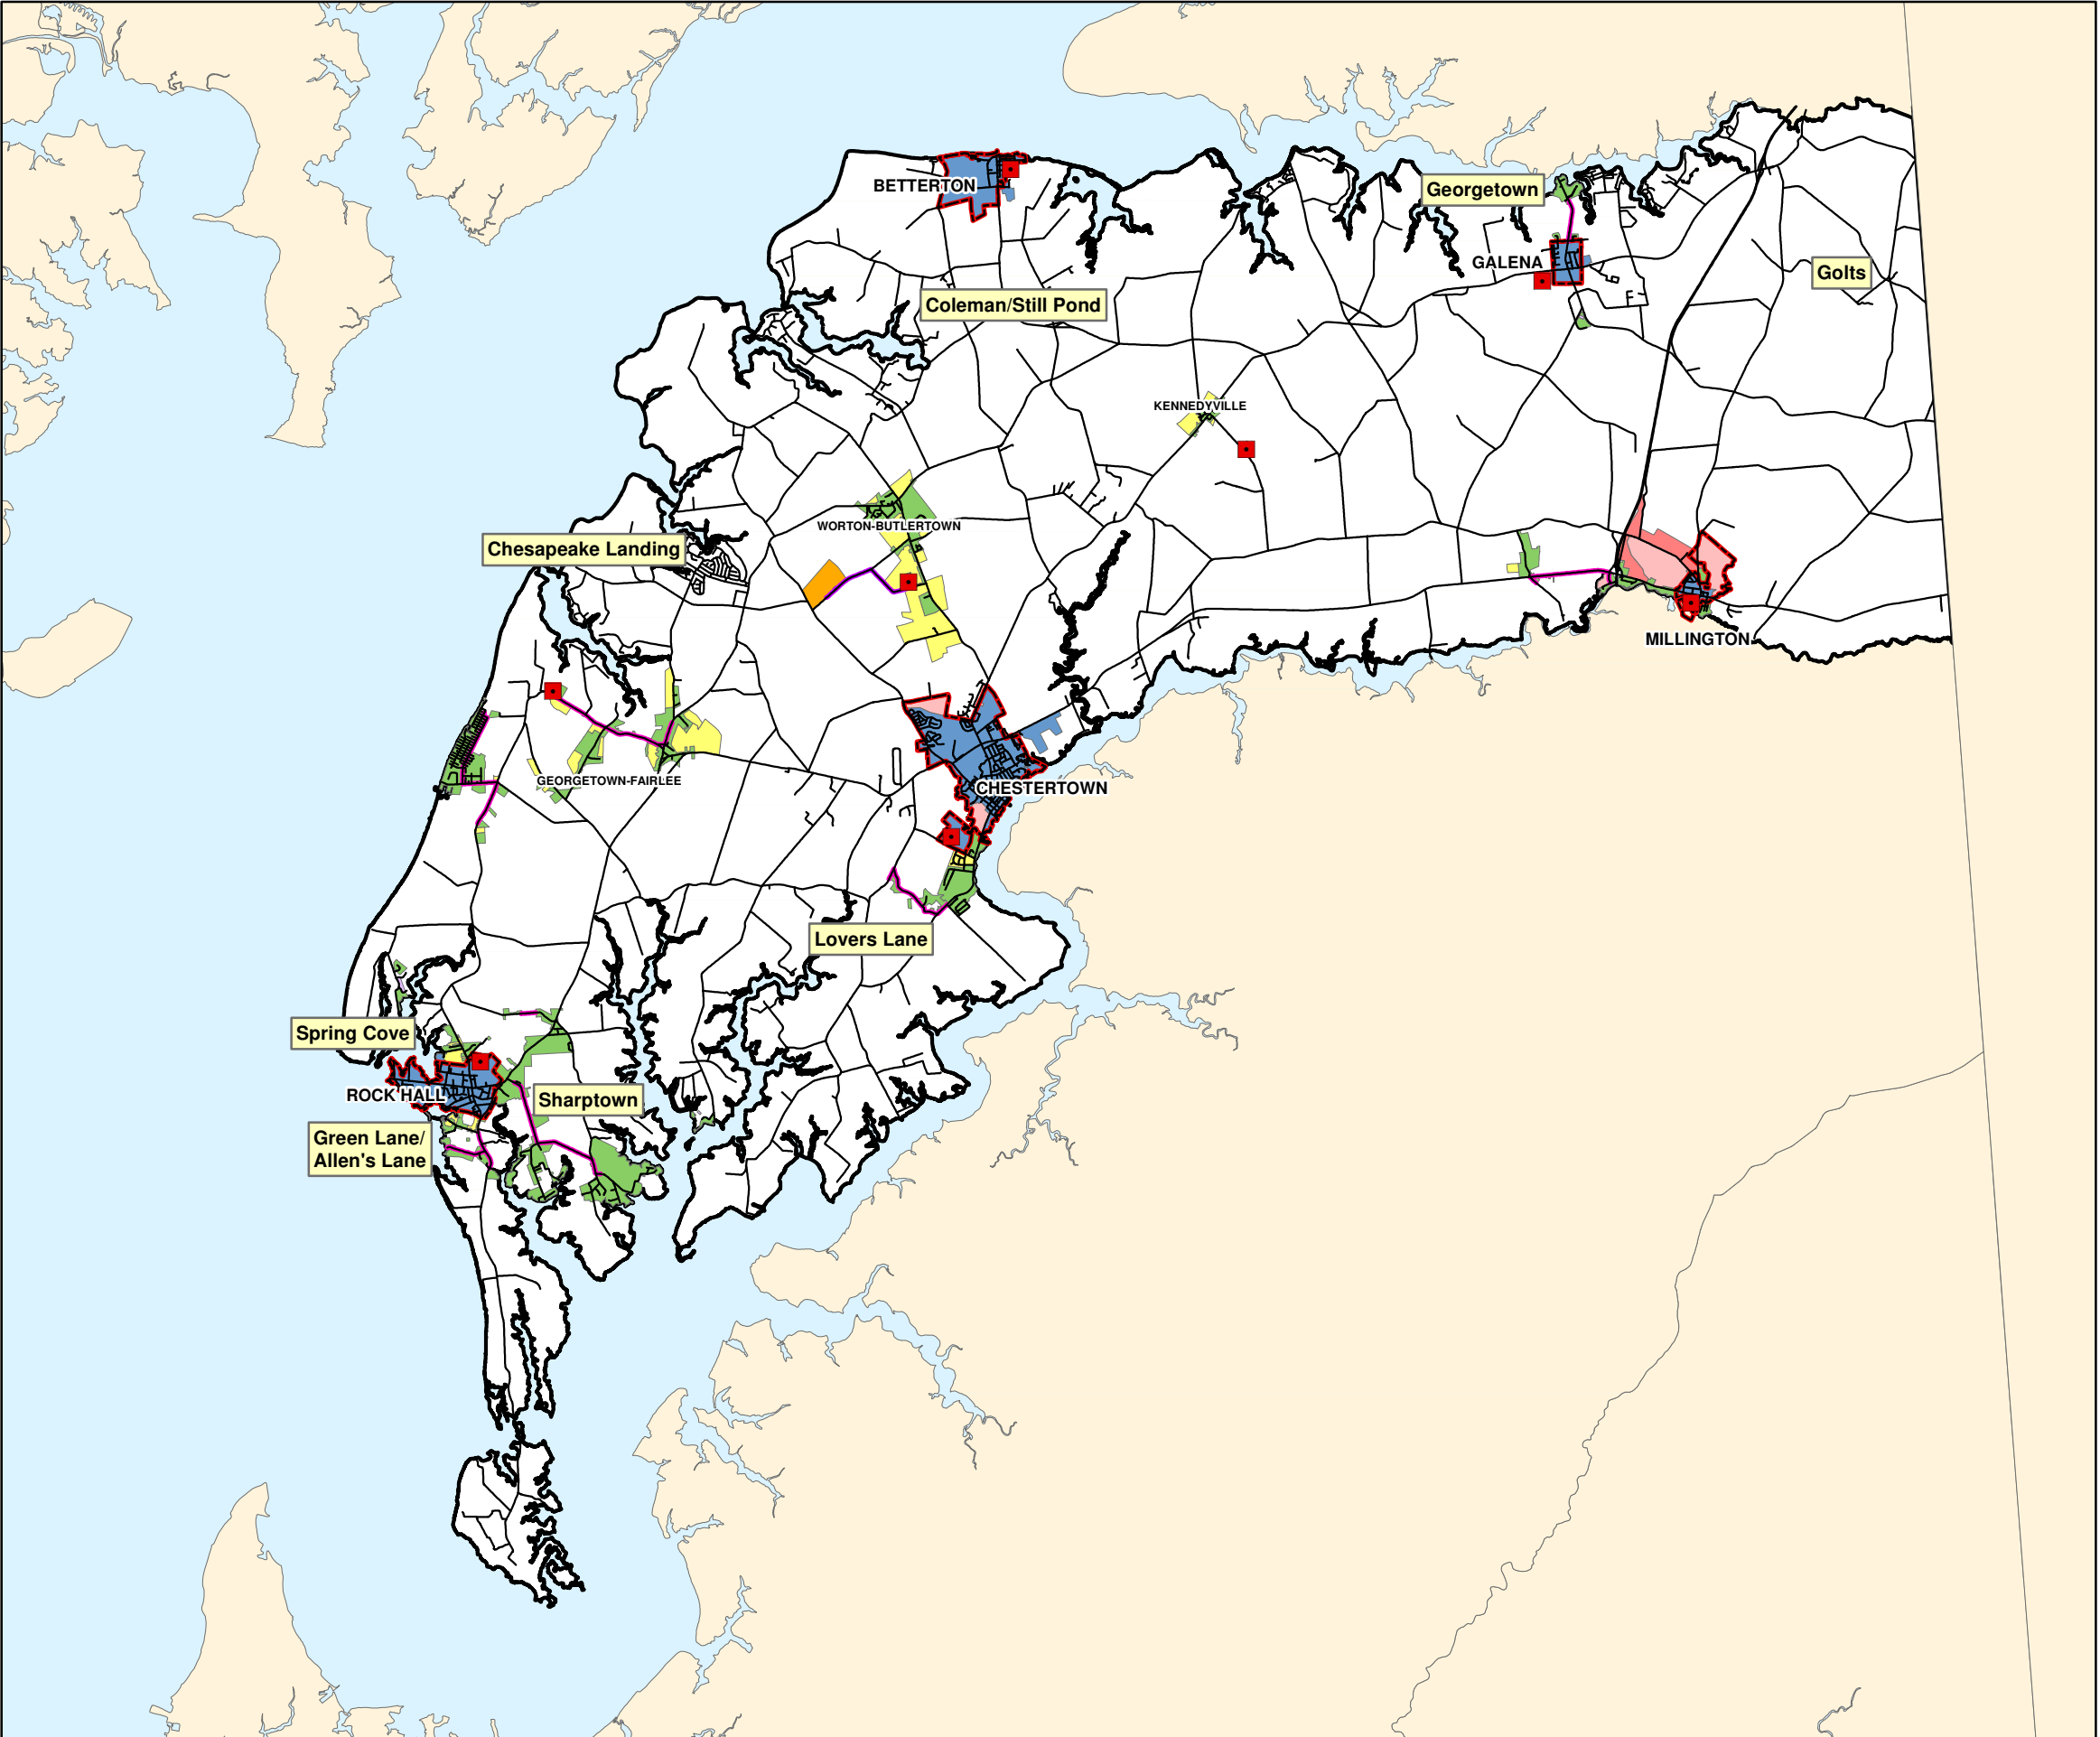 BETTERTON
Georgetown
GALENA
Golts
Coleman/Still Pond
KENNEDYVILLE
WORTON-BUTLERTOWN
Chesapeake Landing
MILLINGTON
GEORGETOWN-FAIRLEE
CHESTERTOWN
Lovers Lane
Spring Cove
ROCK HALL
Sharptown
Green Lane/
Allen's Lane